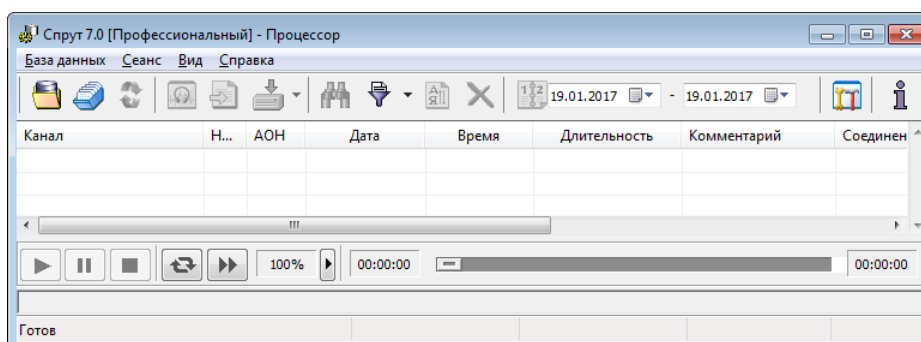 Спрут 7.0 [Профессиональный] - Процессор
База данных Сеанс Вид Справка
19.01.2017 - 19.01.2017
Канал Н... АОН Дата Время Длительность Комментарий Соединен
100% 00:00:00 00:00:00
Готов